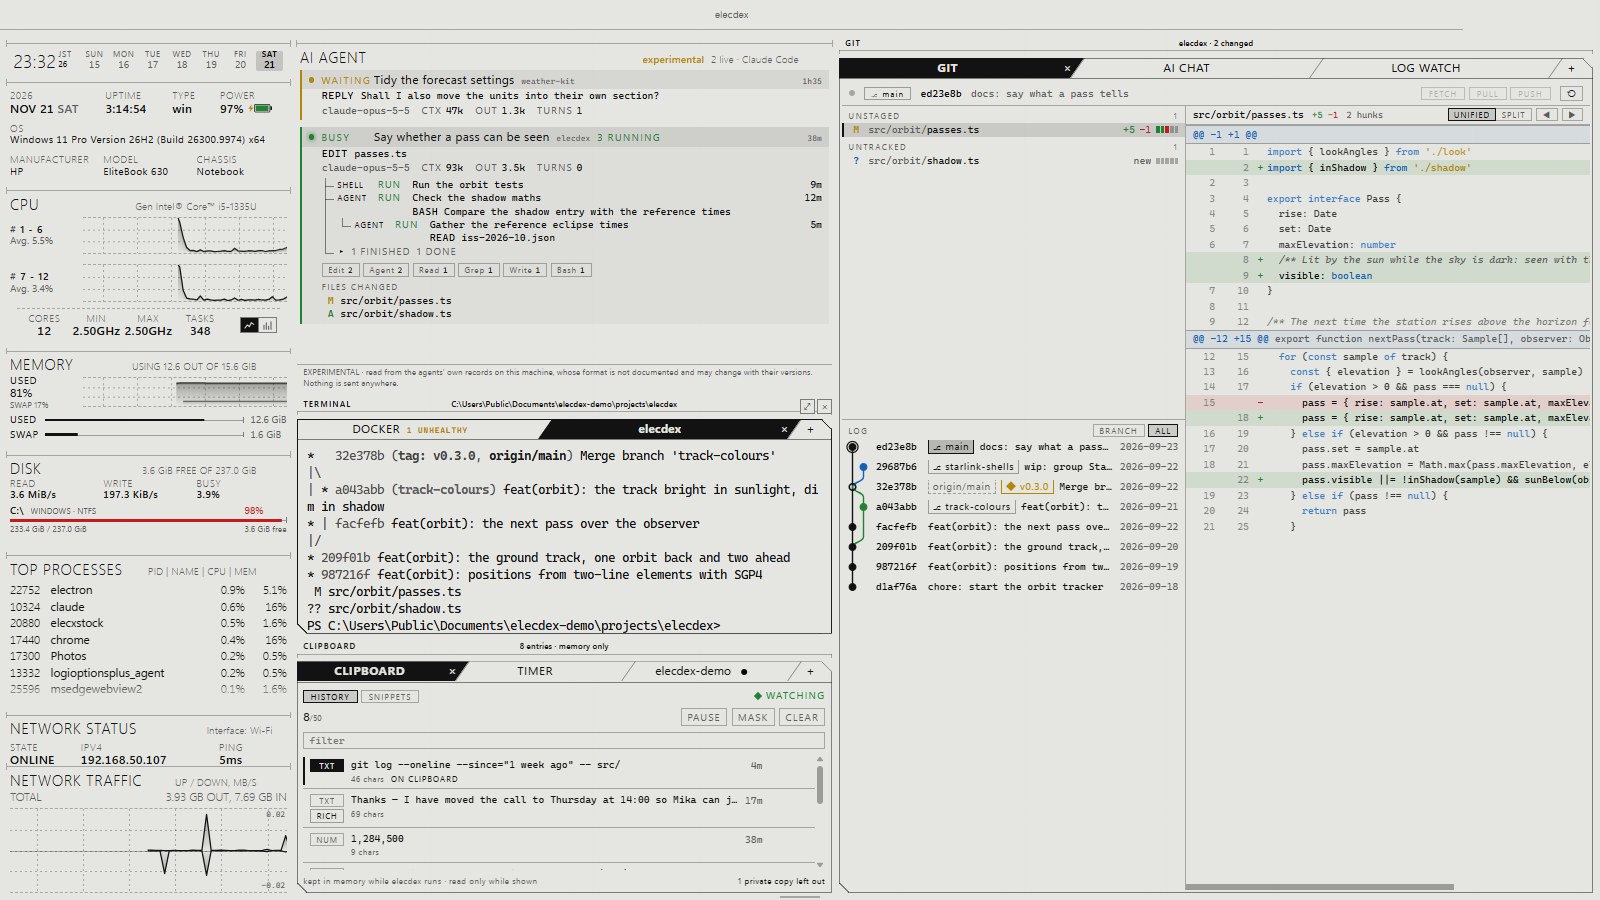 elecdex
23:32 JST 26
SUN 15 MON 16 TUE 17 WED 18 THU 19 FRI 20 SAT 21
2026 UPTIME TYPE POWER
NOV 21 SAT 3:14:54 win 97%
OS
Windows 11 Pro Version 26H2 (Build 26300.9974) x64
MANUFACTURER MODEL CHASSIS
HP EliteBook 630 Notebook
CPU Gen Intel® Core™ i5-1335U
# 1 - 6
Avg. 5.5%
# 7 - 12
Avg. 3.4%
CORES MIN MAX TASKS
12 2.50GHz 2.50GHz 348
MEMORY USING 12.6 OUT OF 15.6 GIB
USED
81%
SWAP 17%
USED 12.6 GiB
SWAP 1.6 GiB
DISK 3.6 GIB FREE OF 237.0 GIB
READ WRITE BUSY
3.6 MiB/s 197.3 KiB/s 3.9%
C:\ WINDOWS · NTFS 98%
233.4 GiB / 237.0 GiB 3.6 GiB free
TOP PROCESSES PID | NAME | CPU | MEM
22752 electron 0.9% 5.1%
10324 claude 0.6% 16%
20880 elecxstock 0.5% 1.6%
17440 chrome 0.4% 16%
17300 Photos 0.2% 0.5%
13332 logioptionsplus_agent 0.2% 0.5%
25596 msedgewebview2 0.1% 1.6%
NETWORK STATUS Interface: Wi-Fi
STATE IPV4 PING
ONLINE 192.168.50.107 5ms
NETWORK TRAFFIC UP / DOWN, MB/S
TOTAL 3.93 GB OUT, 7.69 GB IN
0.02
-0.02
AI AGENT experimental 2 live · Claude Code
WAITING Tidy the forecast settings weather-kit 1h35
REPLY Shall I also move the units into their own section?
claude-opus-5-5 CTX 47k OUT 1.3k TURNS 1
BUSY Say whether a pass can be seen elecdex 3 RUNNING 38m
EDIT passes.ts
claude-opus-5-5 CTX 93k OUT 3.5k TURNS 0
SHELL RUN Run the orbit tests 9m
AGENT RUN Check the shadow maths 12m
BASH Compare the shadow entry with the reference times
AGENT RUN Gather the reference eclipse times 5m
READ iss-2026-10.json
▸ 1 FINISHED 1 DONE
Edit 2 Agent 2 Read 1 Grep 1 Write 1 Bash 1
FILES CHANGED
M src/orbit/passes.ts
A src/orbit/shadow.ts
EXPERIMENTAL · read from the agents' own records on this machine, whose format is not documented and may change with their versions.
Nothing is sent anywhere.
TERMINAL C:\Users\Public\Documents\elecdex-demo\projects\elecdex
DOCKER 1 UNHEALTHY elecdex × +
* 32e378b (tag: v0.3.0, origin/main) Merge branch 'track-colours'
|\
| * a043abb (track-colours) feat(orbit): the track bright in sunlight, di
m in shadow
* | facfefb feat(orbit): the next pass over the observer
|/
* 209f01b feat(orbit): the ground track, one orbit back and two ahead
* 987216f feat(orbit): positions from two-line elements with SGP4
M src/orbit/passes.ts
?? src/orbit/shadow.ts
PS C:\Users\Public\Documents\elecdex-demo\projects\elecdex>
CLIPBOARD 8 entries · memory only
CLIPBOARD × TIMER elecdex-demo ● +
HISTORY SNIPPETS ◆ WATCHING
8/50 PAUSE MASK CLEAR
filter
TXT git log --oneline --since="1 week ago" -- src/ 4m
46 chars ON CLIPBOARD
TXT Thanks — I have moved the call to Thursday at 14:00 so Mika can j… 17m
RICH 69 chars
NUM 1,284,500 38m
9 chars
kept in memory while elecdex runs · read only while shown 1 private copy left out
GIT elecdex · 2 changed
GIT × AI CHAT LOG WATCH +
main ed23e8b docs: say what a pass tells FETCH PULL PUSH
UNSTAGED 1
M src/orbit/passes.ts +5 −1
UNTRACKED 1
? src/orbit/shadow.ts new
LOG BRANCH ALL
ed23e8b main docs: say what a pass… 2026-09-23
29687b6 starlink-shells wip: group Sta… 2026-09-22
32e378b origin/main ◆ v0.3.0 Merge br… 2026-09-22
a043abb track-colours feat(orbit): t… 2026-09-21
facfefb feat(orbit): the next pass ove… 2026-09-22
209f01b feat(orbit): the ground track,… 2026-09-20
987216f feat(orbit): positions from tw… 2026-09-19
d1af76a chore: start the orbit tracker 2026-09-18
src/orbit/passes.ts +5 −1 2 hunks UNIFIED SPLIT
@@ -1 +1 @@
1 1 import { lookAngles } from './look'
2 + import { inShadow } from './shadow'
2 3
3 4 export interface Pass {
4 5 rise: Date
5 6 set: Date
6 7 maxElevation: number
8 + /** Lit by the sun while the sky is dark: seen with t
9 + visible: boolean
7 10 }
8 11
9 12 /** The next time the station rises above the horizon f
@@ -12 +15 @@ export function nextPass(track: Sample[], observer: Ob
12 15 for (const sample of track) {
13 16 const { elevation } = lookAngles(observer, sample)
14 17 if (elevation > 0 && pass === null) {
15 − pass = { rise: sample.at, set: sample.at, maxElev
18 + pass = { rise: sample.at, set: sample.at, maxElev
16 19 } else if (elevation > 0 && pass !== null) {
17 20 pass.set = sample.at
18 21 pass.maxElevation = Math.max(pass.maxElevation, e
22 + pass.visible ||= !inShadow(sample) && sunBelow(ob
19 23 } else if (pass !== null) {
20 24 return pass
21 25 }